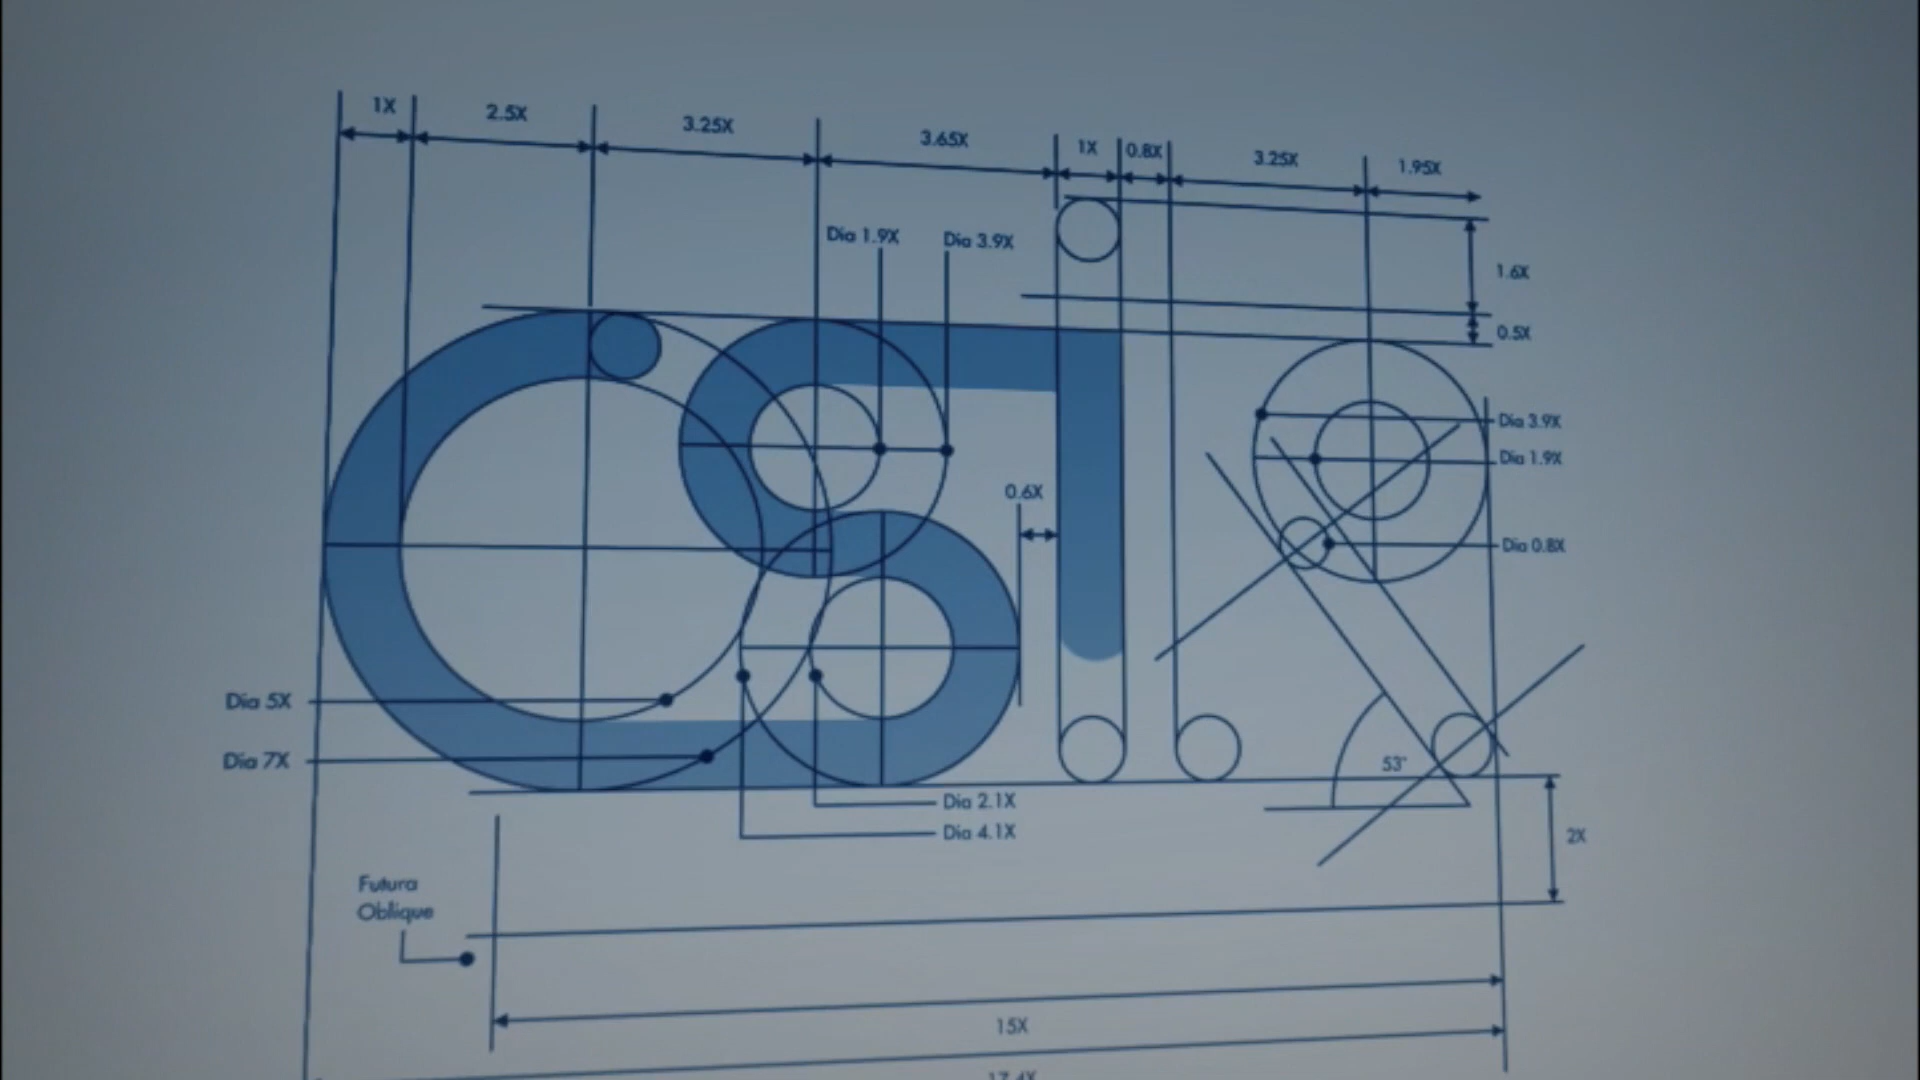 1X
2.5X
3.25X
3.65X
1X
0.8X
3.25X
1.95X
Dia 1.9X
Dia 3.9X
1.6X
0.5X
Dia 3.9X
Dia 1.9X
0.6X
Dia 0.8X
Dia 5X
Dia 7X
53°
Dia 2.1X
Dia 4.1X
2X
Futura
Oblique
15X
17.4X